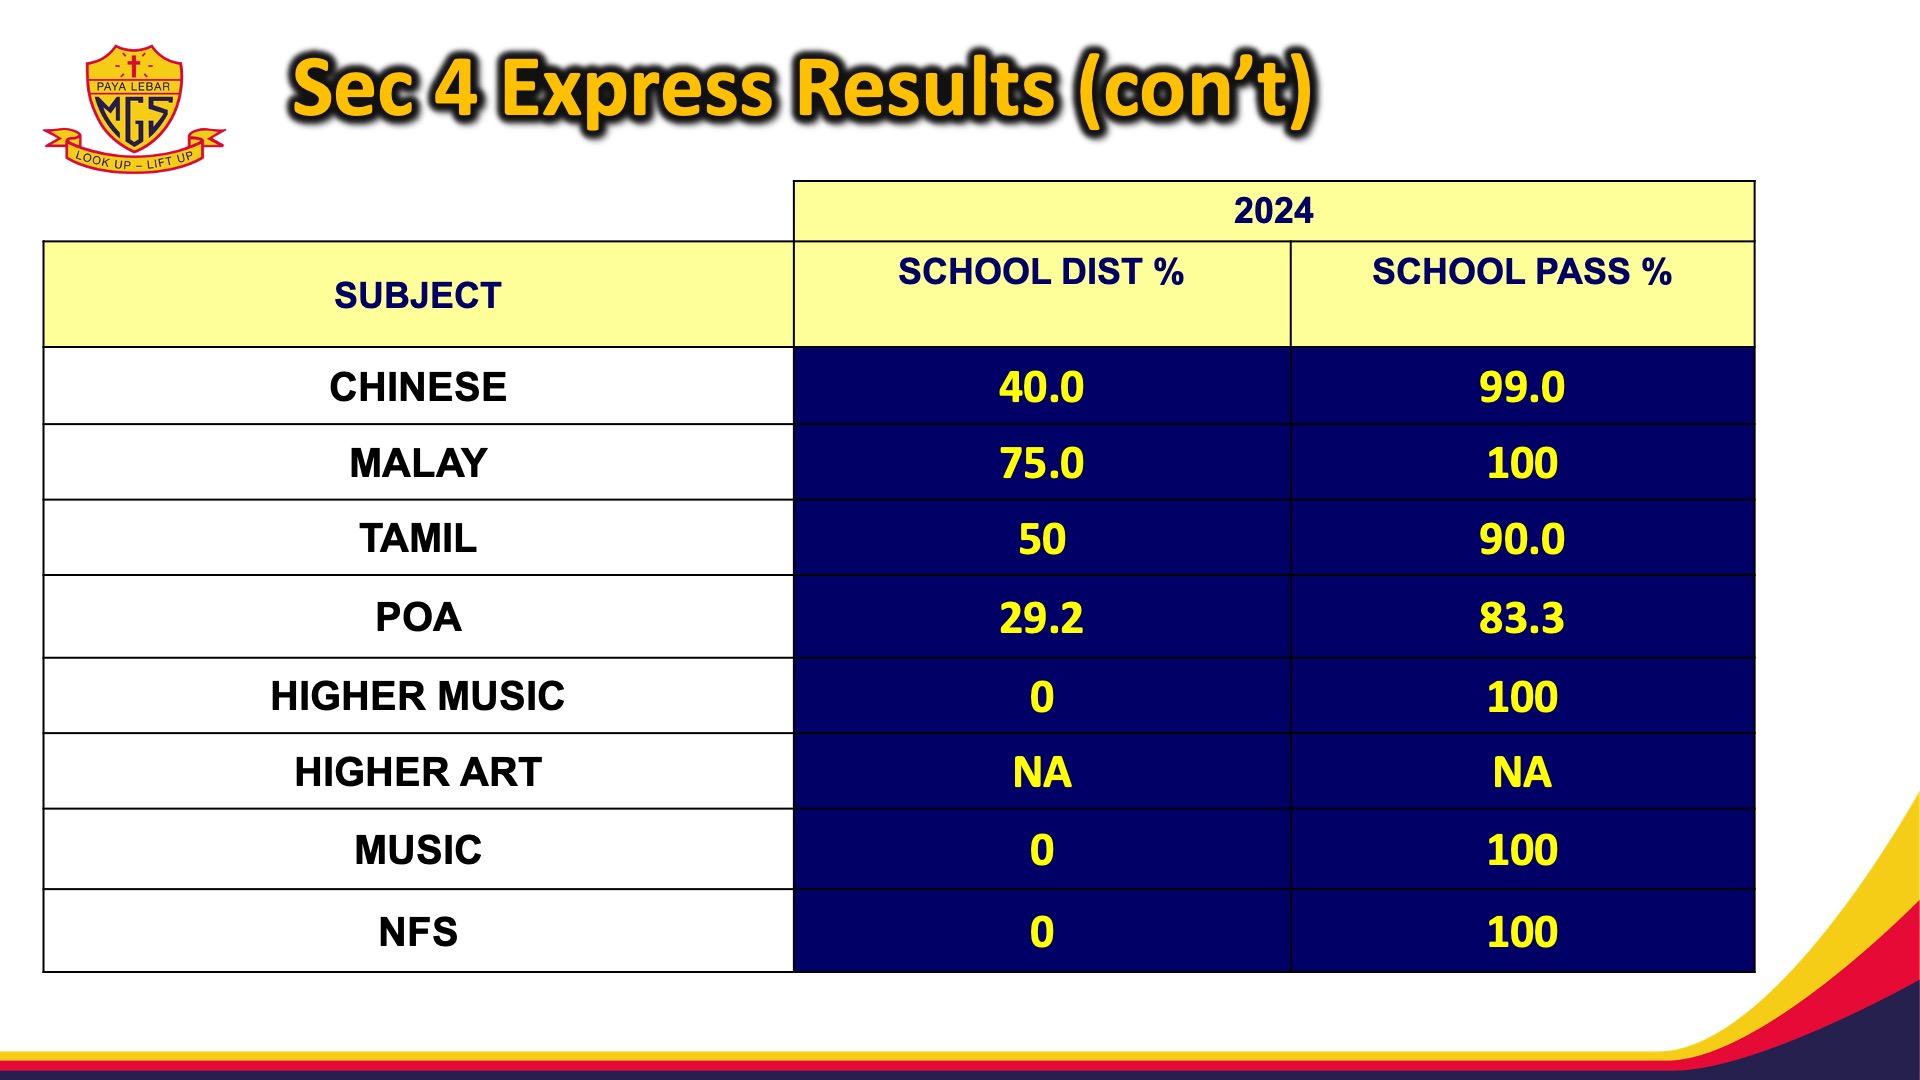 PAYA LEBAR
MGS
LOOK UP – LIFT UP
Sec 4 Express Results (con’t)
2024
SUBJECT SCHOOL DIST % SCHOOL PASS %
CHINESE 40.0 99.0
MALAY 75.0 100
TAMIL 50 90.0
POA 29.2 83.3
HIGHER MUSIC 0 100
HIGHER ART NA NA
MUSIC 0 100
NFS 0 100